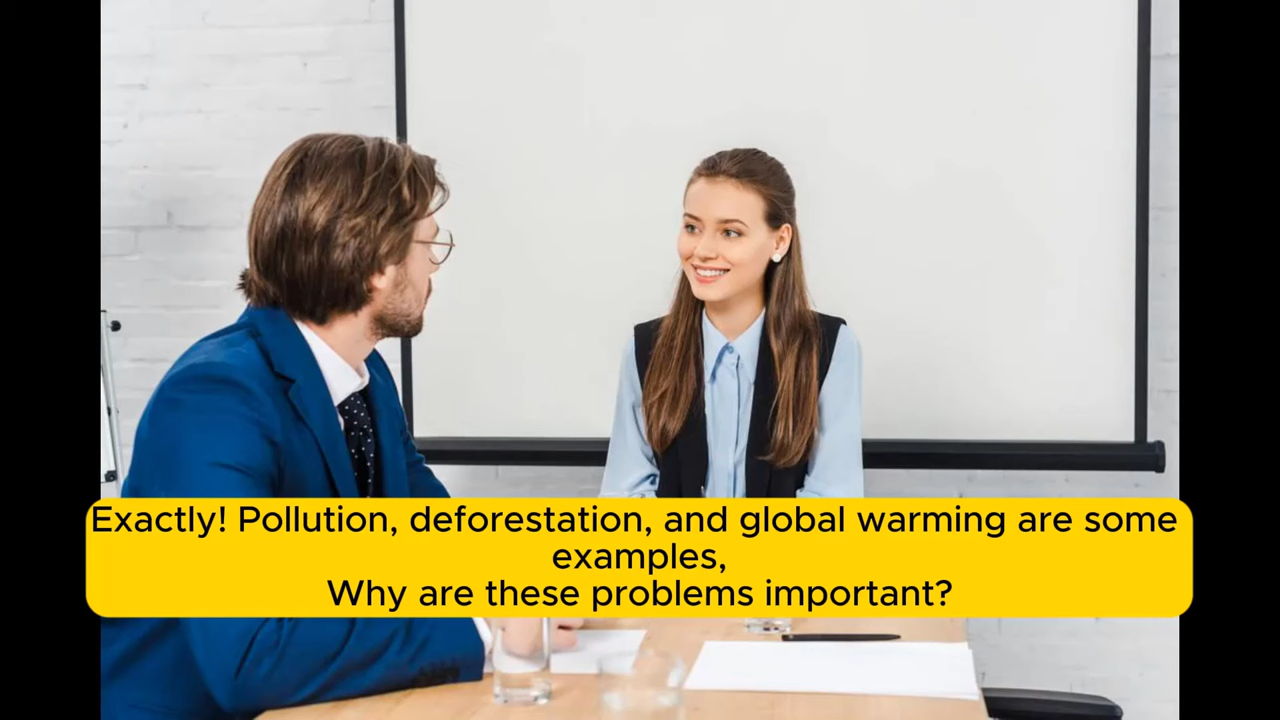 Exactly! Pollution, deforestation, and global warming are some
examples,
Why are these problems important?